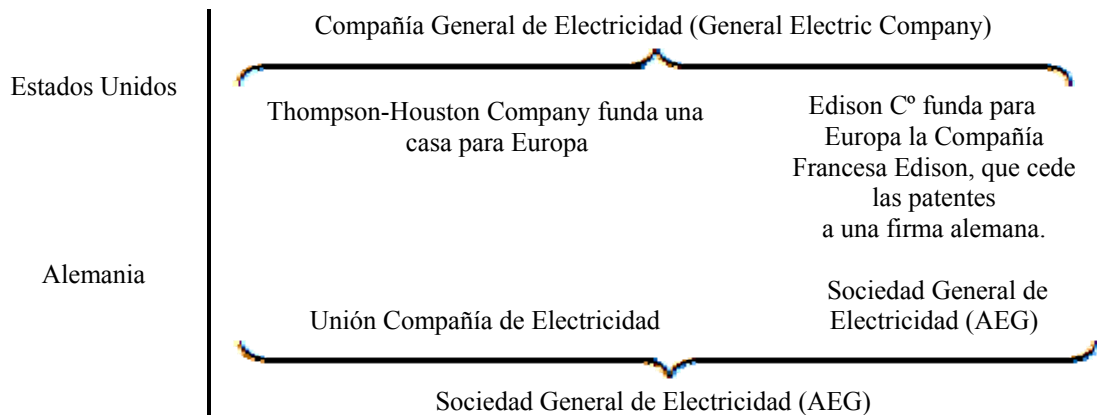 Compañía General de Electricidad (General Electric Company)
Estados Unidos
Thompson-Houston Company funda una
casa para Europa
Edison Cº funda para
Europa la Compañía
Francesa Edison, que cede
las patentes
a una firma alemana.
Alemania
Unión Compañía de Electricidad
Sociedad General de
Electricidad (AEG)
Sociedad General de Electricidad (AEG)